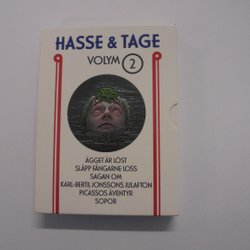 HASSE & TAGE
VOLYM 2
ÄGGET ÄR LÖST
SLÄPP FÅNGARNE LOSS
SAGAN OM
KARL-BERTIL JONSSONS JULAFTON
PICASSOS ÄVENTYR
SOPOR